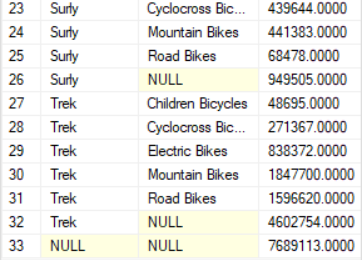 23 Surly Cyclocross Bic... 439644.0000
24 Surly Mountain Bikes 441383.0000
25 Surly Road Bikes 68478.0000
26 Surly NULL 949505.0000
27 Trek Children Bicycles 48695.0000
28 Trek Cyclocross Bic... 271367.0000
29 Trek Electric Bikes 838372.0000
30 Trek Mountain Bikes 1847700.0000
31 Trek Road Bikes 1596620.0000
32 Trek NULL 4602754.0000
33 NULL NULL 7689113.0000